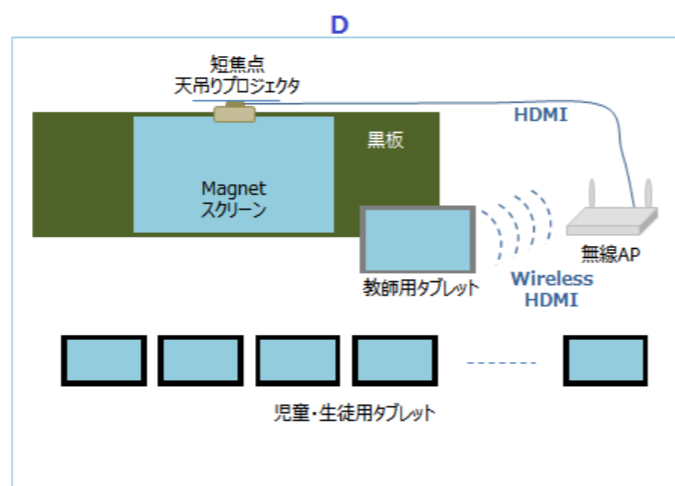 D
短焦点
天吊りプロジェクタ
HDMI
黒板
Magnet
スクリーン
無線AP
教師用タブレット
Wireless
HDMI
児童・生徒用タブレット